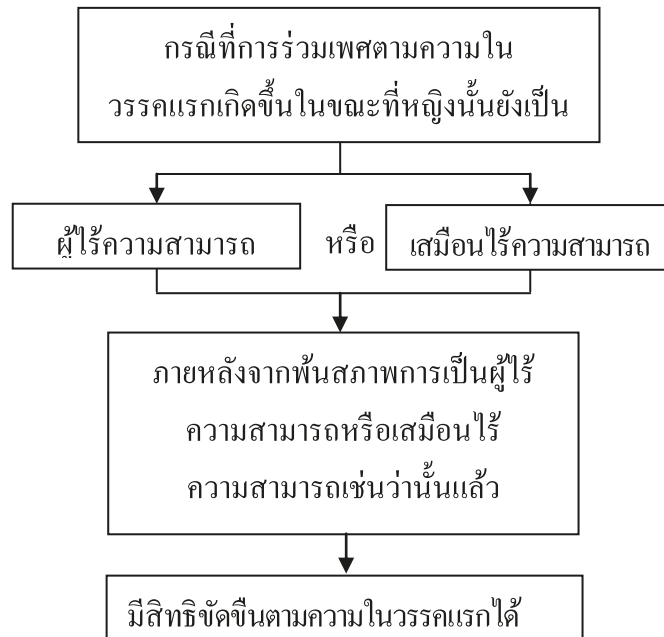 กรณีที่การร่วมเพศตามความใน
วรรคแรกเกิดขึ้นในขณะที่หญิงนั้นยังเป็น
ผู้ไร้ความสามารถ หรือ เสมือนไร้ความสามารถ
ภายหลังจากพ้นสภาพการเป็นผู้ไร้
ความสามารถหรือเสมือนไร้
ความสามารถเช่นว่านั้นแล้ว
มีสิทธิขัดขืนตามความในวรรคแรกได้